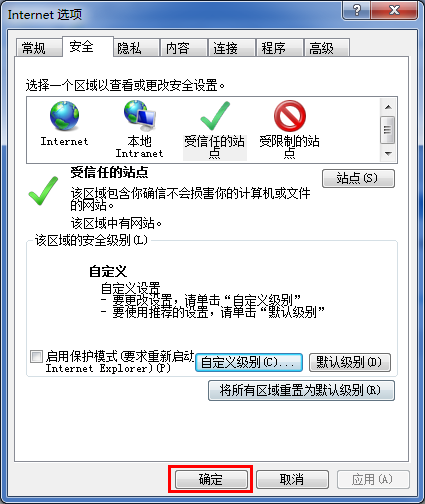 Internet 选项
常规 安全 隐私 内容 连接 程序 高级
选择一个区域以查看或更改安全设置。
Internet 本地 受信任的站 受限制的站
Intranet 点 点
受信任的站点
站点(S)
该区域包含你确信不会损害你的计算机或文件
的网站。
该区域中有网站。
该区域的安全级别(L)
自定义
自定义设置
- 要更改设置，请单击“自定义级别”
- 要使用推荐的设置，请单击“默认级别”
启用保护模式(要求重新启动 自定义级别(C)... 默认级别(D)
Internet Explorer)(P)
将所有区域重置为默认级别(R)
确定 取消 应用(A)